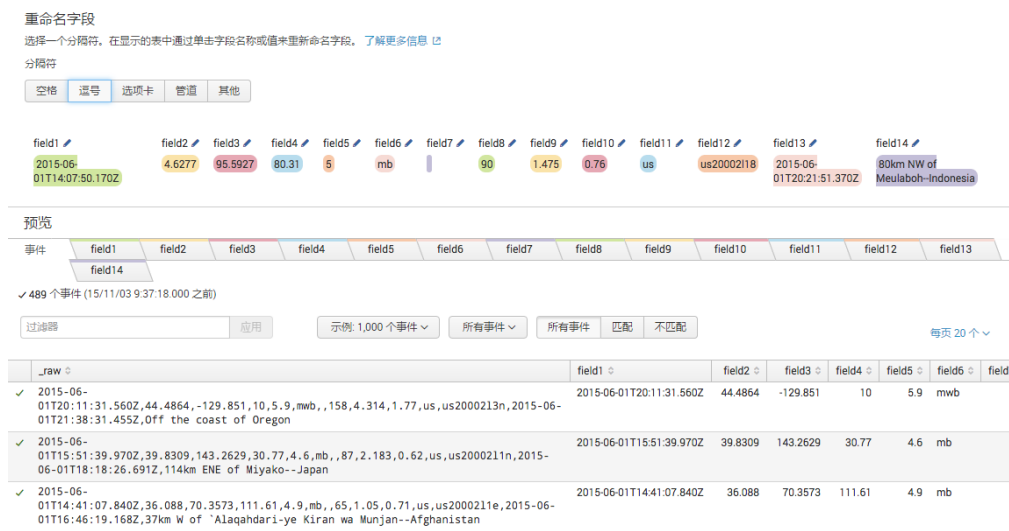 重命名字段
选择一个分隔符。在显示的表中通过单击字段名称或值来重新命名字段。 了解更多信息
分隔符
空格 逗号 选项卡 管道 其他
field1 field2 field3 field4 field5 field6 field7 field8 field9 field10 field11 field12 field13 field14
2015-06- 4.6277 95.5927 80.31 5 mb 90 1.475 0.76 us us20002l18 2015-06- 80km NW of
01T14:07:50.170Z 01T20:21:51.370Z Meulaboh--Indonesia
预览
事件 field1 field2 field3 field4 field5 field6 field7 field8 field9 field10 field11 field12 field13
field14
489 个事件 (15/11/03 9:37:18.000 之前)
过滤器 应用 示例: 1,000 个事件 所有事件 所有事件 匹配 不匹配
每页 20 个
_raw field1 field2 field3 field4 field5 field6 field
2015-06- 2015-06-01T20:11:31.560Z 44.4864 -129.851 10 5.9 mwb
01T20:11:31.560Z,44.4864,-129.851,10,5.9,mwb,,158,4.314,1.77,us,us20002l3n,2015-06-
01T21:38:31.455Z,Off the coast of Oregon
2015-06- 2015-06-01T15:51:39.970Z 39.8309 143.2629 30.77 4.6 mb
01T15:51:39.970Z,39.8309,143.2629,30.77,4.6,mb,,87,2.183,0.62,us,us20002l1n,2015-
06-01T18:18:26.691Z,114km ENE of Miyako--Japan
2015-06- 2015-06-01T14:41:07.840Z 36.088 70.3573 111.61 4.9 mb
01T14:41:07.840Z,36.088,70.3573,111.61,4.9,mb,,65,1.05,0.71,us,us20002l1e,2015-06-
01T16:46:19.168Z,37km W of `Alaqahdari-ye Kiran wa Munjan--Afghanistan